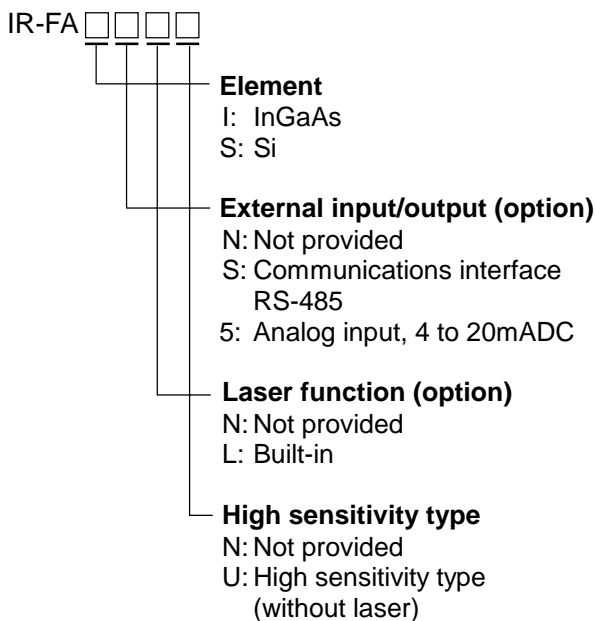 IR-FA □□□□
Element
I: InGaAs
S: Si
External input/output (option)
N: Not provided
S: Communications interface
RS-485
5: Analog input, 4 to 20mADC
Laser function (option)
N: Not provided
L: Built-in
High sensitivity type
N: Not provided
U: High sensitivity type
(without laser)